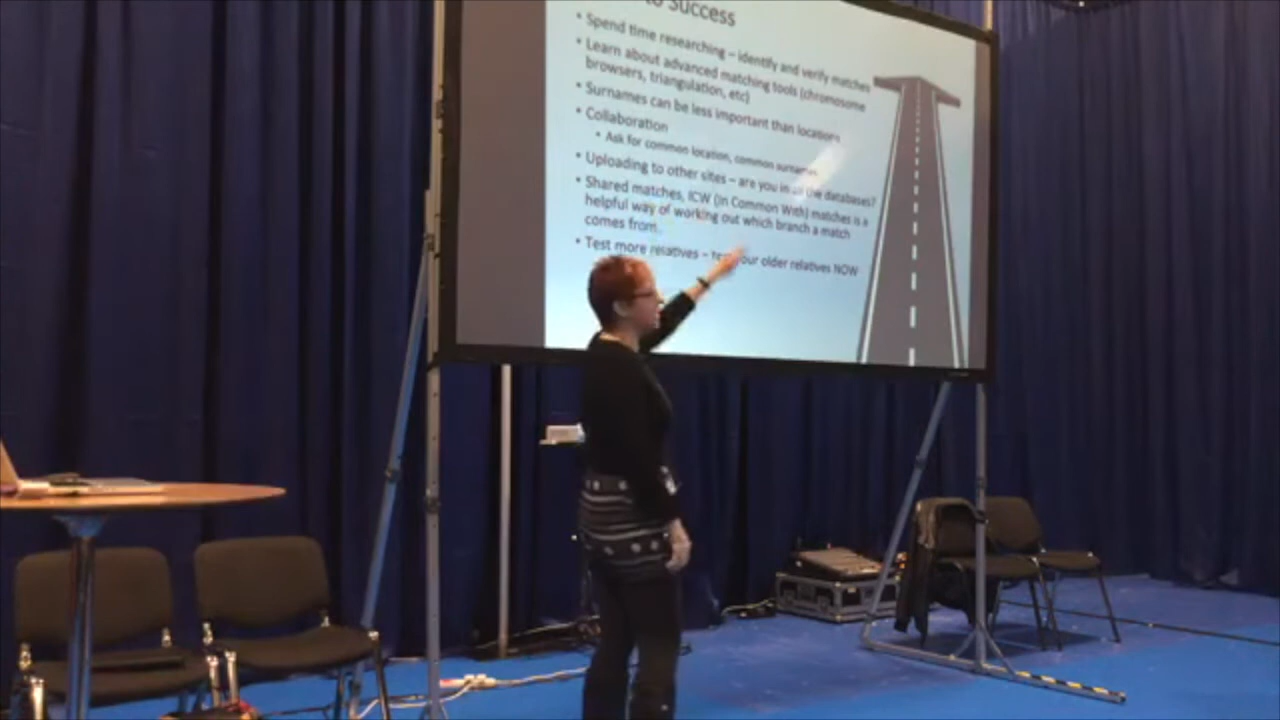 to Success
• Spend time researching – identify and verify matches
• Learn about advanced matching tools (chromosome
browsers, triangulation, etc)
• Surnames can be less important than locations
• Collaboration
• Ask for common location, common surnames
• Uploading to other sites – are you in all the databases?
• Shared matches, ICW (In Common With) matches is a
helpful way of working out which branch a match
comes from.
• Test more relatives – test your older relatives NOW